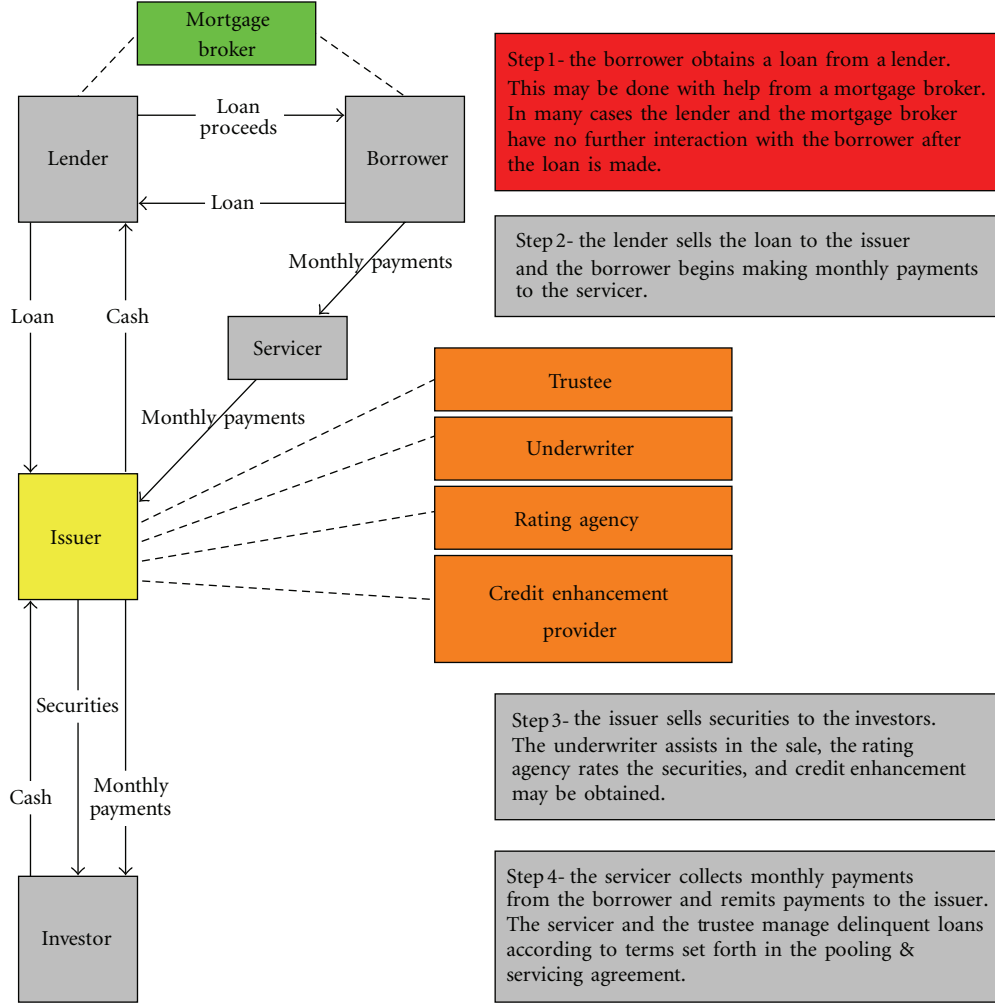 Mortgage
broker
Lender
Loan
proceeds
Borrower
Loan
Monthly payments
Loan
Cash
Servicer
Monthly payments
Issuer
Trustee
Underwriter
Rating agency
Credit enhancement
provider
Securities
Cash
Monthly
payments
Investor
Step 1- the borrower obtains a loan from a lender.
This may be done with help from a mortgage broker.
In many cases the lender and the mortgage broker
have no further interaction with the borrower after
the loan is made.
Step 2- the lender sells the loan to the issuer
and the borrower begins making monthly payments
to the servicer.
Step 3- the issuer sells securities to the investors.
The underwriter assists in the sale, the rating
agency rates the securities, and credit enhancement
may be obtained.
Step 4- the servicer collects monthly payments
from the borrower and remits payments to the issuer.
The servicer and the trustee manage delinquent loans
according to terms set forth in the pooling &
servicing agreement.